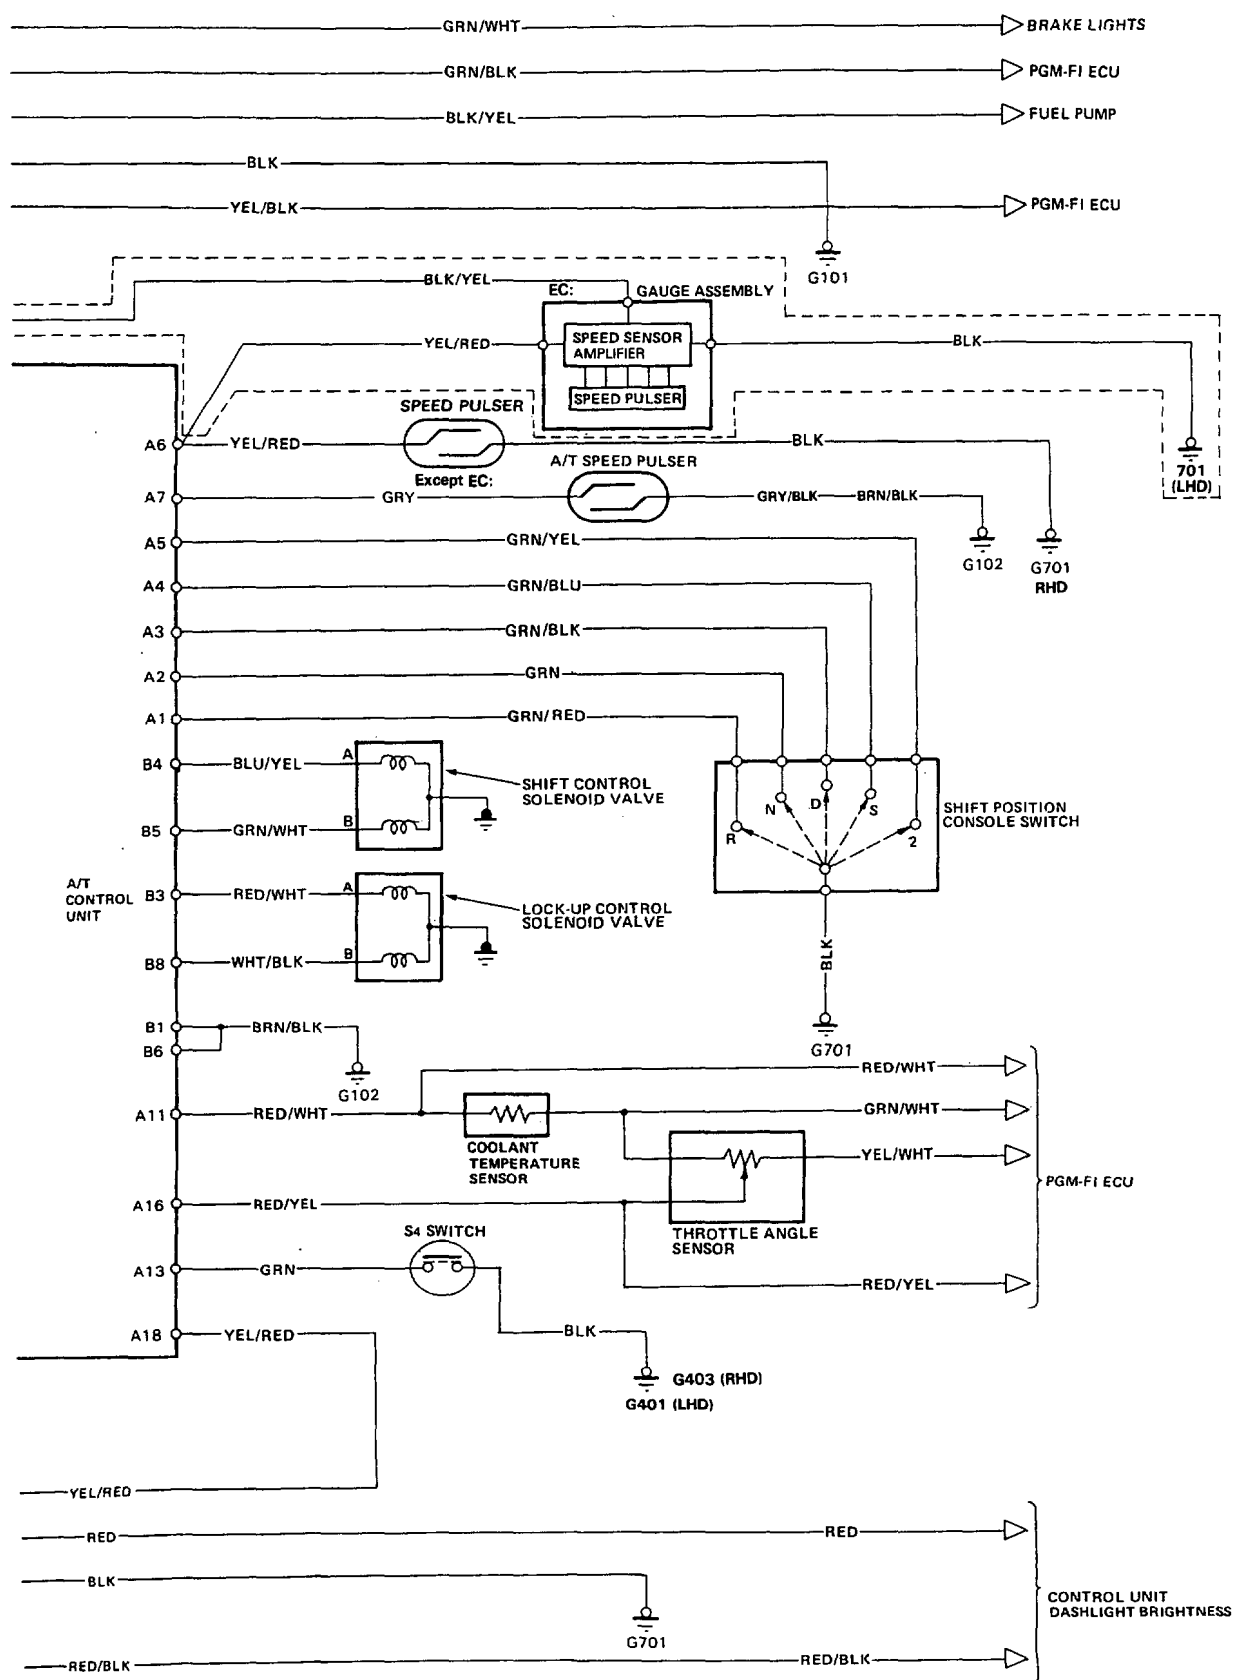 GRN/WHT
BRAKE LIGHTS
GRN/BLK
PGM-FI ECU
BLK/YEL
FUEL PUMP
BLK
YEL/BLK
PGM-FI ECU
G101
BLK/YEL
EC:
GAUGE ASSEMBLY
YEL/RED
SPEED SENSOR
AMPLIFIER
BLK
SPEED PULSER
SPEED PULSER
A6
YEL/RED
BLK
Except EC:
A/T SPEED PULSER
701
(LHD)
A7
GRY
GRY/BLK
BRN/BLK
A5
GRN/YEL
G102
G701
RHD
A4
GRN/BLU
A3
GRN/BLK
A2
GRN
A1
GRN/RED
B4
BLU/YEL
A
SHIFT CONTROL
SOLENOID VALVE
B5
GRN/WHT
B
R
N
D
S
2
SHIFT POSITION
CONSOLE SWITCH
A/T
CONTROL
UNIT
B3
RED/WHT
A
LOCK-UP CONTROL
SOLENOID VALVE
B8
WHT/BLK
B
BLK
G701
B1
BRN/BLK
B6
G102
RED/WHT
A11
RED/WHT
GRN/WHT
COOLANT
TEMPERATURE
SENSOR
YEL/WHT
PGM-FI ECU
A16
RED/YEL
THROTTLE ANGLE
SENSOR
S4 SWITCH
A13
GRN
RED/YEL
A18
YEL/RED
BLK
G403 (RHD)
G401 (LHD)
YEL/RED
RED
RED
BLK
G701
CONTROL UNIT
DASHLIGHT BRIGHTNESS
RED/BLK
RED/BLK